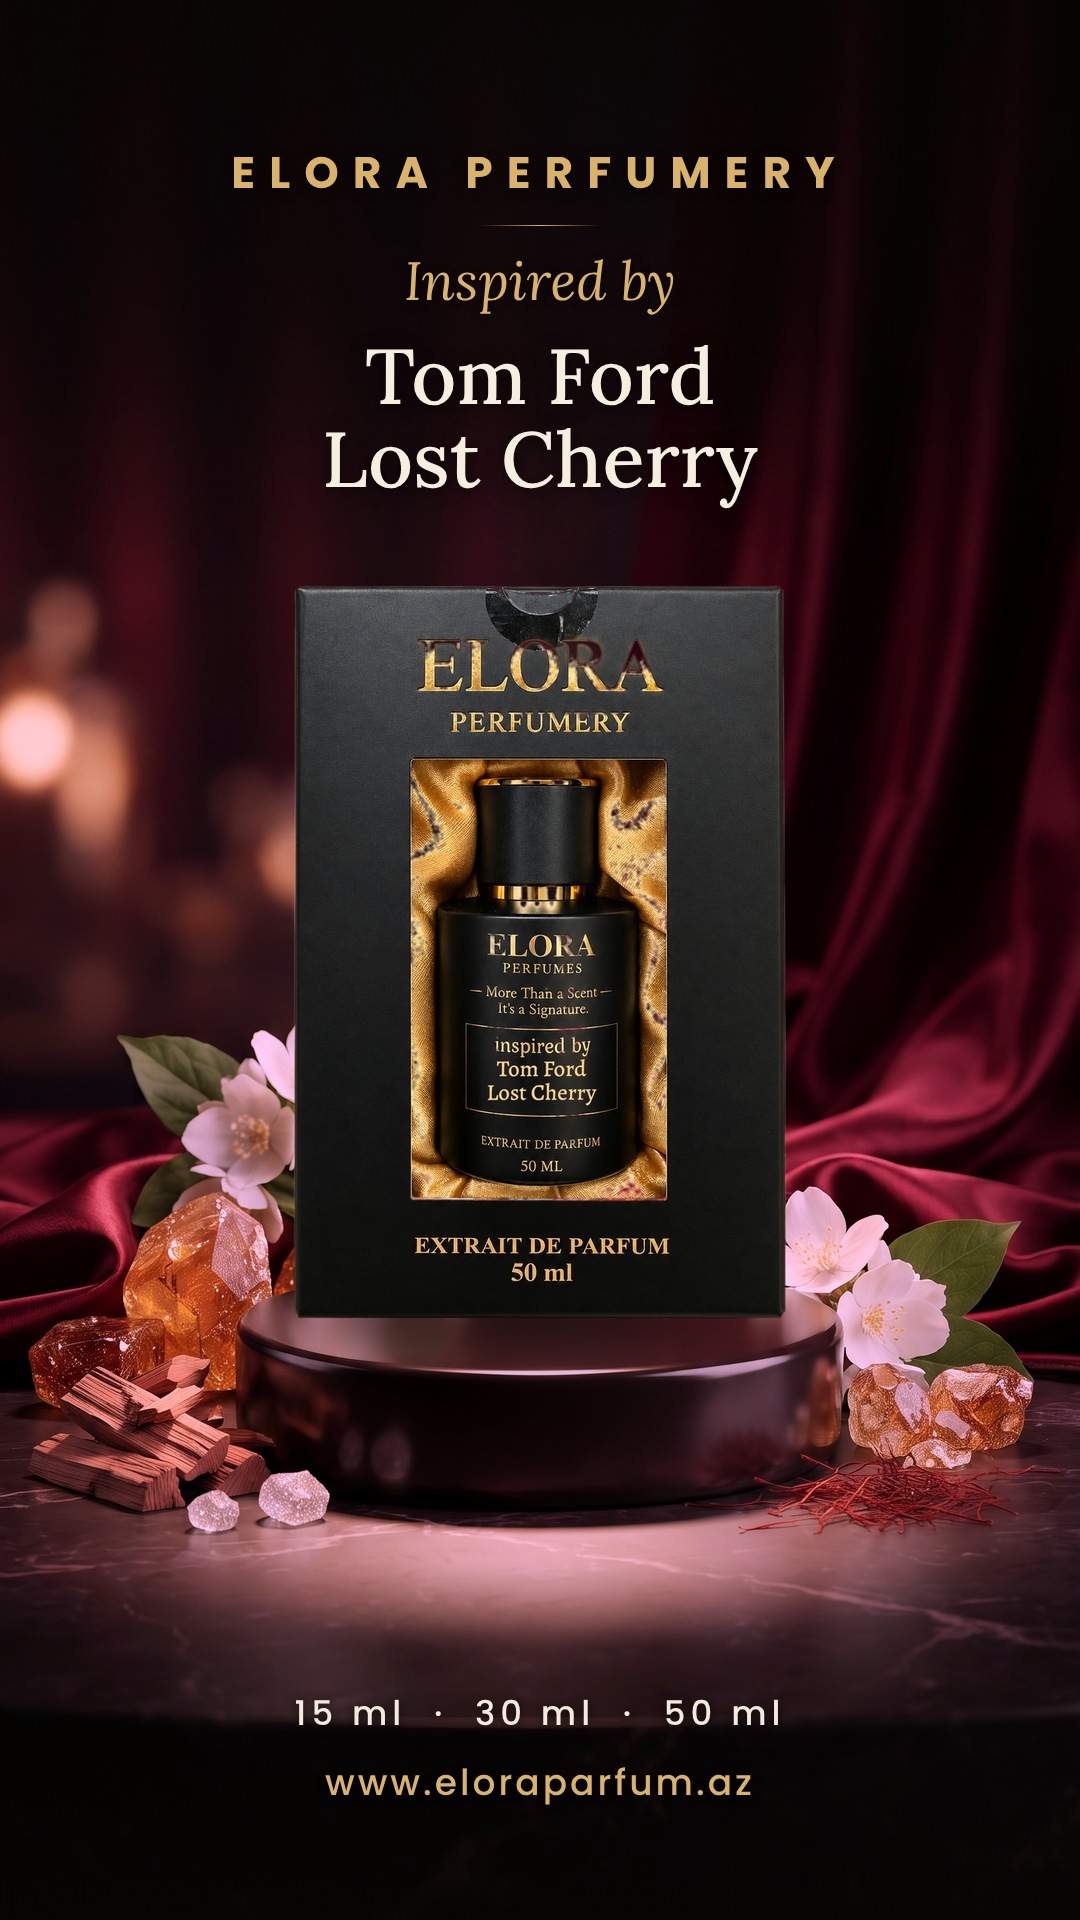 ELORA PERFUMERY
Inspired by
Tom Ford
Lost Cherry
ELORA
PERFUMERY
ELORA
PERFUMES
More Than a Scent
It's a Signature.
inspired by
Tom Ford
Lost Cherry
EXTRAIT DE PARFUM
50 ML
EXTRAIT DE PARFUM
50 ml
15 ml · 30 ml · 50 ml
www.eloraparfum.az